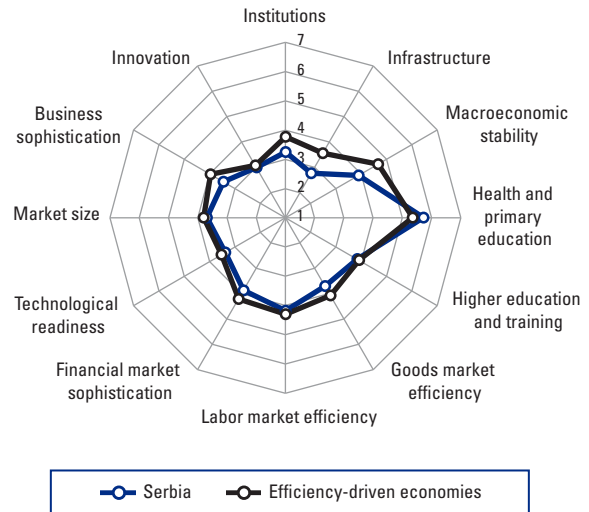 Institutions
7
6
5
4
3
2
1
Infrastructure
Macroeconomic
stability
Health and
primary
education
Higher education
and training
Goods market
efficiency
Labor market efficiency
Financial market
sophistication
Technological
readiness
Market size
Business
sophistication
Innovation
Serbia
Efficiency-driven economies